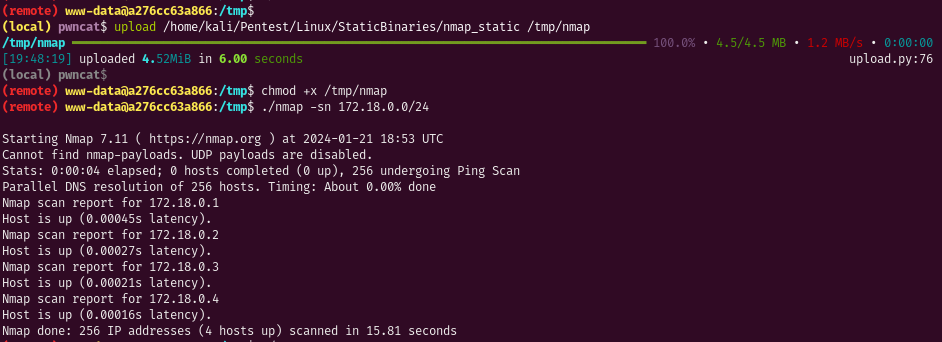 (remote) www-data@a276cc63a866:/tmp$
(local) pwncat$ upload /home/kali/Pentest/Linux/StaticBinaries/nmap_static /tmp/nmap
/tmp/nmap 100.0% • 4.5/4.5 MB • 1.2 MB/s • 0:00:00
[19:48:19] uploaded 4.52MiB in 6.00 seconds upload.py:76
(local) pwncat$
(remote) www-data@a276cc63a866:/tmp$ chmod +x /tmp/nmap
(remote) www-data@a276cc63a866:/tmp$ ./nmap -sn 172.18.0.0/24
Starting Nmap 7.11 ( https://nmap.org ) at 2024-01-21 18:53 UTC
Cannot find nmap-payloads. UDP payloads are disabled.
Stats: 0:00:04 elapsed; 0 hosts completed (0 up), 256 undergoing Ping Scan
Parallel DNS resolution of 256 hosts. Timing: About 0.00% done
Nmap scan report for 172.18.0.1
Host is up (0.00045s latency).
Nmap scan report for 172.18.0.2
Host is up (0.00027s latency).
Nmap scan report for 172.18.0.3
Host is up (0.00021s latency).
Nmap scan report for 172.18.0.4
Host is up (0.00016s latency).
Nmap done: 256 IP addresses (4 hosts up) scanned in 15.81 seconds